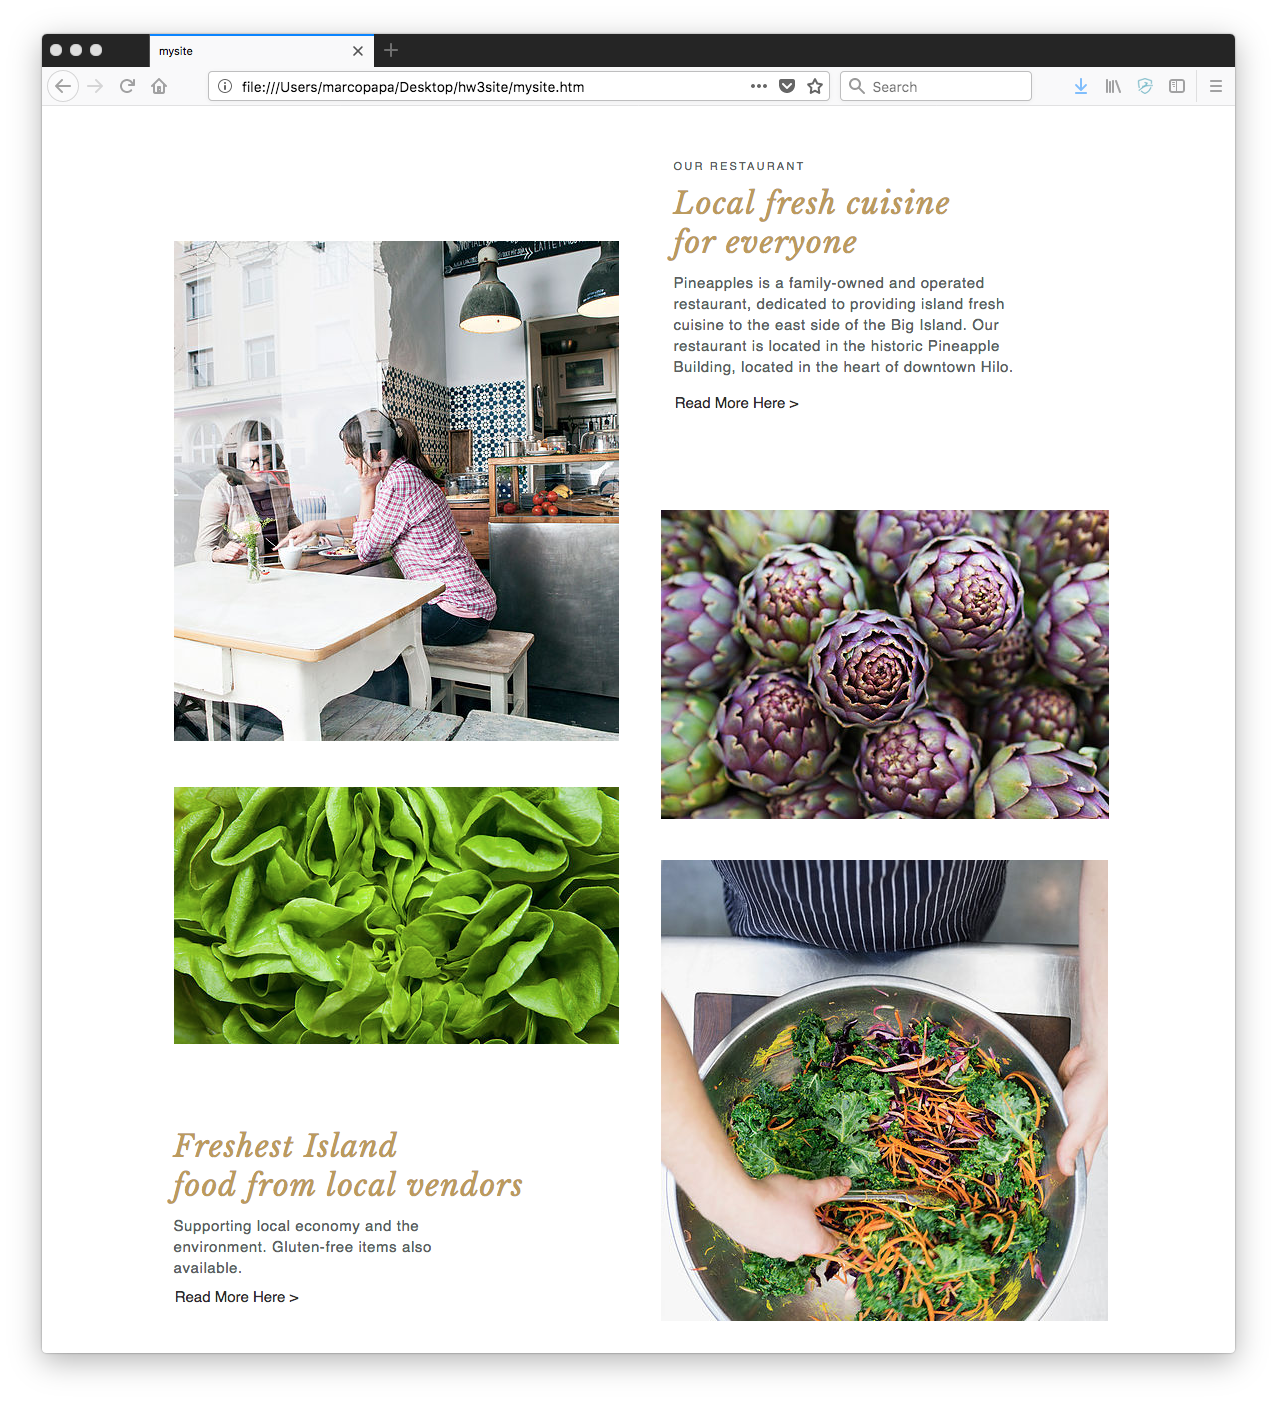 mysite
file:///Users/marcopapa/Desktop/hw3site/mysite.htm
Search
OUR RESTAURANT
Local fresh cuisine
for everyone
Pineapples is a family-owned and operated
restaurant, dedicated to providing island fresh
cuisine to the east side of the Big Island. Our
restaurant is located in the historic Pineapple
Building, located in the heart of downtown Hilo.
Read More Here >
Freshest Island
food from local vendors
Supporting local economy and the
environment. Gluten-free items also
available.
Read More Here >